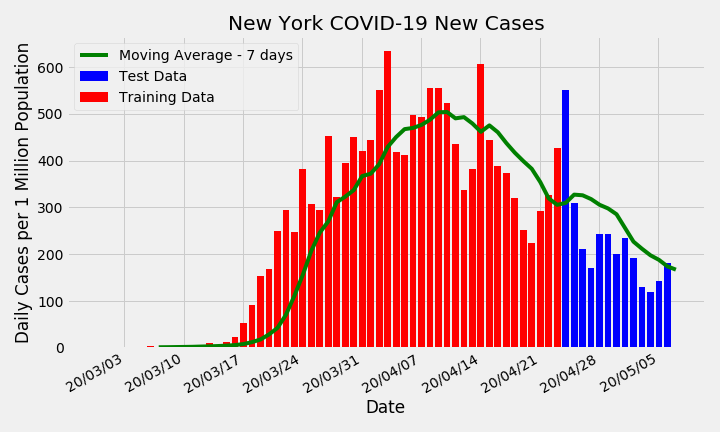 New York COVID-19 New Cases
Moving Average - 7 days
Test Data
Training Data
Daily Cases per 1 Million Population
600
500
400
300
200
100
0
20/03/03
20/03/10
20/03/17
20/03/24
20/03/31
20/04/07
20/04/14
20/04/21
20/04/28
20/05/05
Date